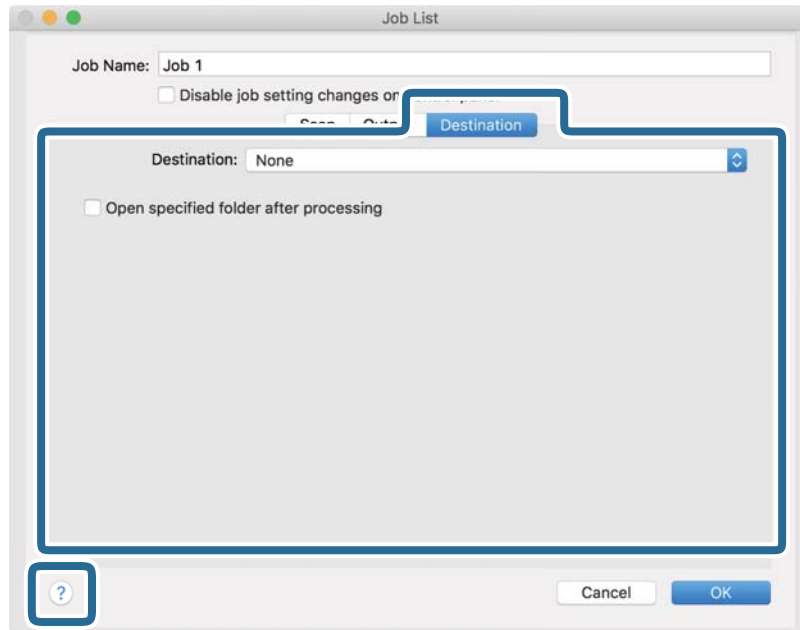 Job List
Job Name: Job 1
Disable job setting changes on
Destination
Destination: None
Open specified folder after processing
?
Cancel OK